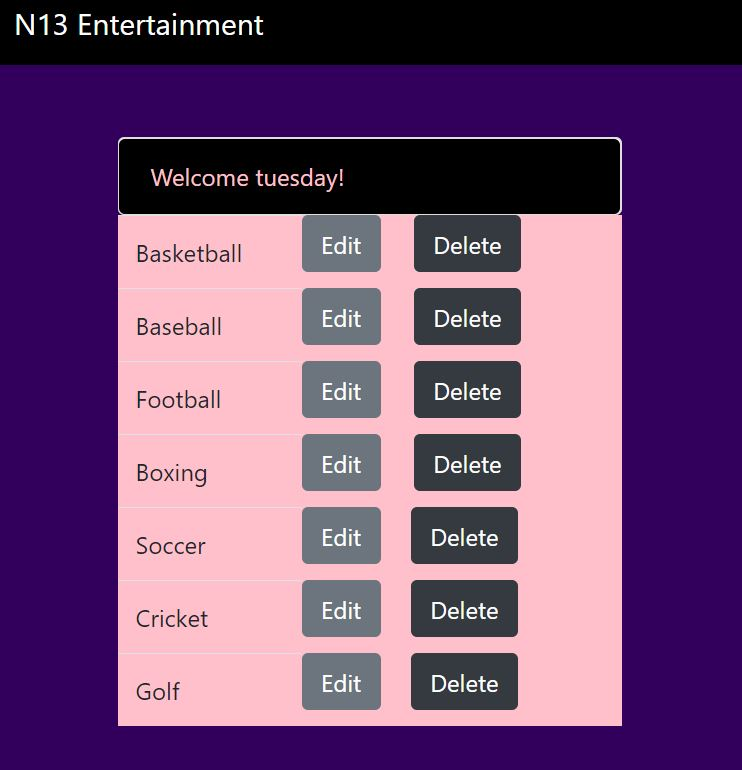 N13 Entertainment
Welcome tuesday!
Basketball Edit Delete
Baseball Edit Delete
Football Edit Delete
Boxing Edit Delete
Soccer Edit Delete
Cricket Edit Delete
Golf Edit Delete